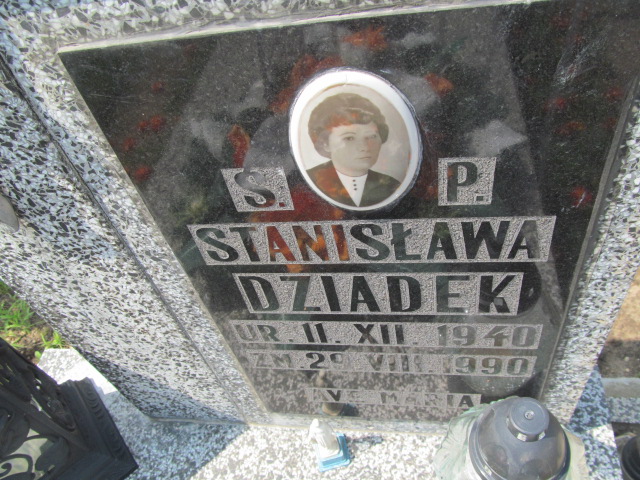 S. P.
STANISŁAWA
DZIADEK
UR. 11. XII. 1940
ZM. 29. VIII. 1990
AVE MARIA